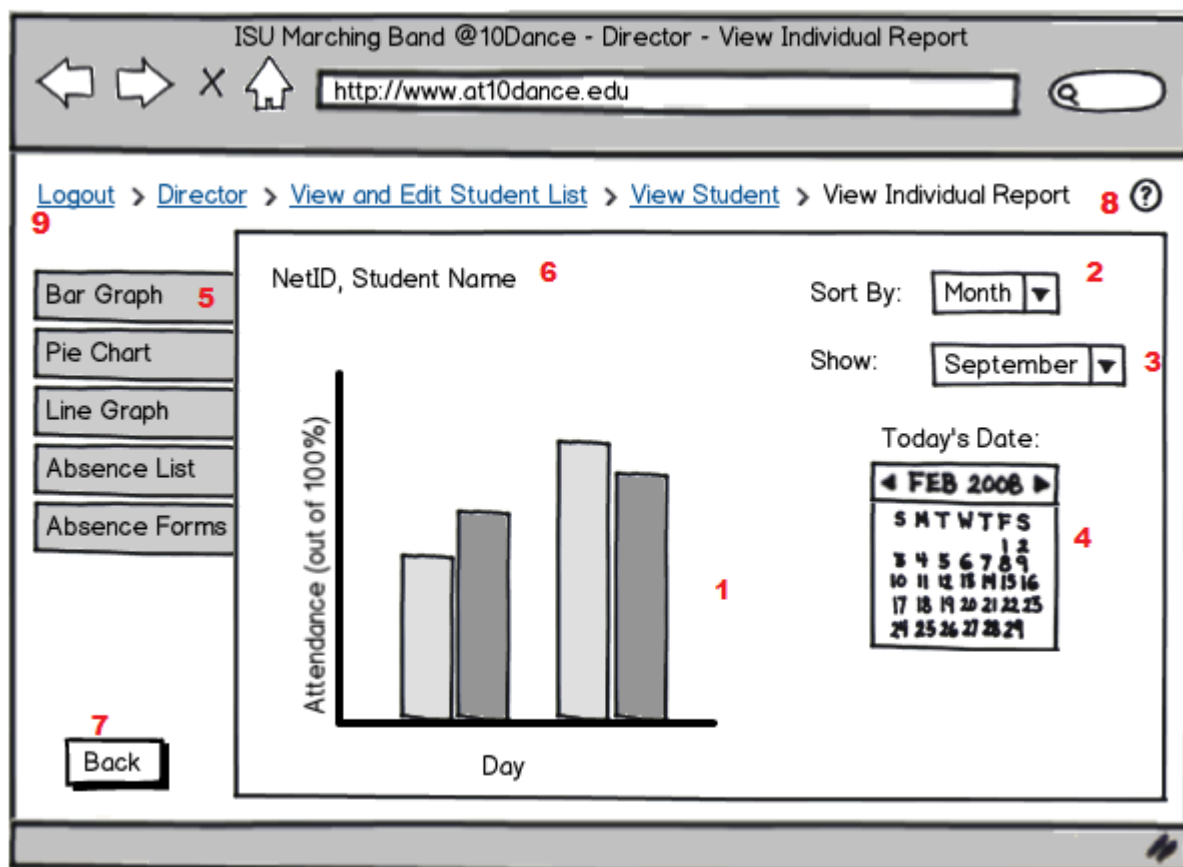 ISU Marching Band @10Dance - Director - View Individual Report
X
http://www.at10dance.edu
Logout > Director > View and Edit Student List > View Student > View Individual Report 8 ?
9
NetID, Student Name 6
Sort By: Month 2
Show: September 3
Bar Graph 5
Pie Chart
Line Graph
Absence List
Absence Forms
Today's Date:
FEB 2008
S M T W T F S
1 2
3 4 5 6 7 8 9
10 11 12 13 14 15 16
17 18 19 20 21 22 23
24 25 26 27 28 29
4
Attendance (out of 100%)
1
Day
7
Back